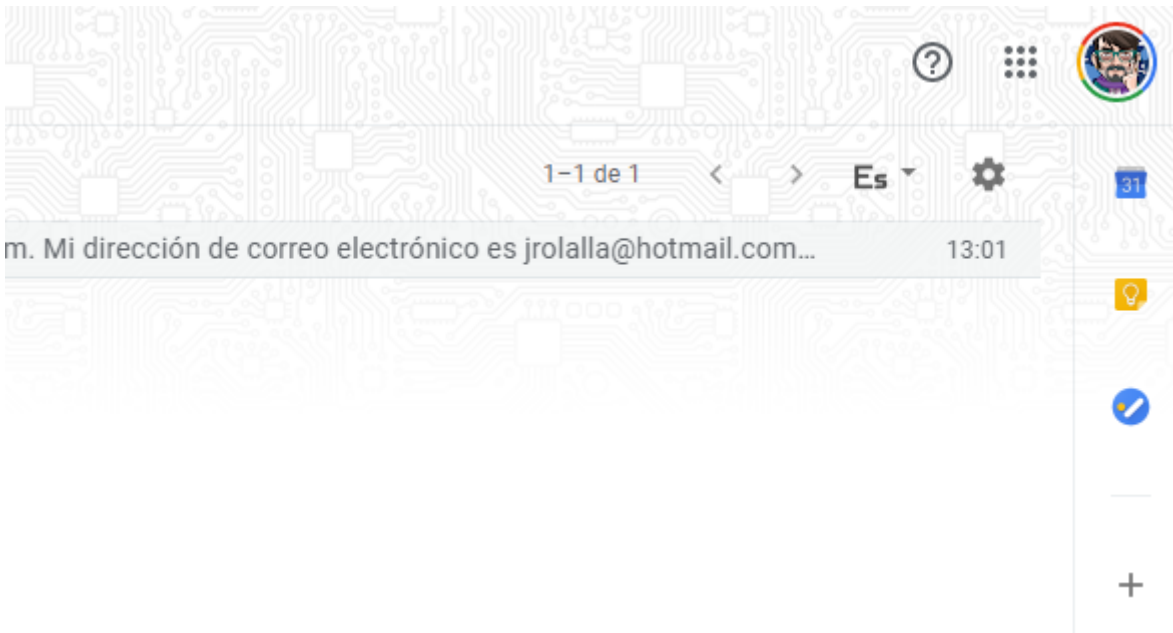 1–1 de 1
Es
31
m. Mi dirección de correo electrónico es jrolalla@hotmail.com...
13:01